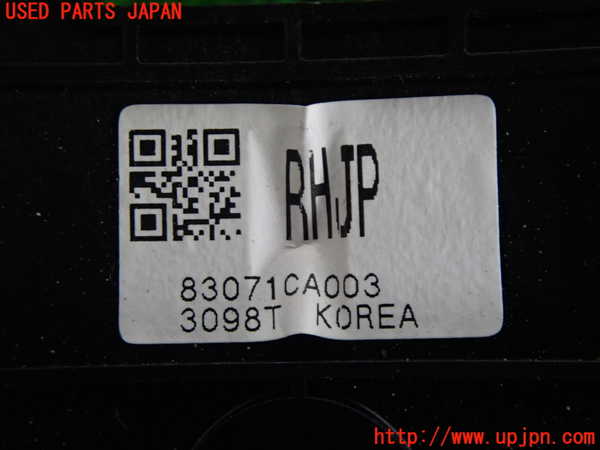 USED PARTS JAPAN
RHJP
83071CA003
3098T KOREA
http://www.upjpn.com/